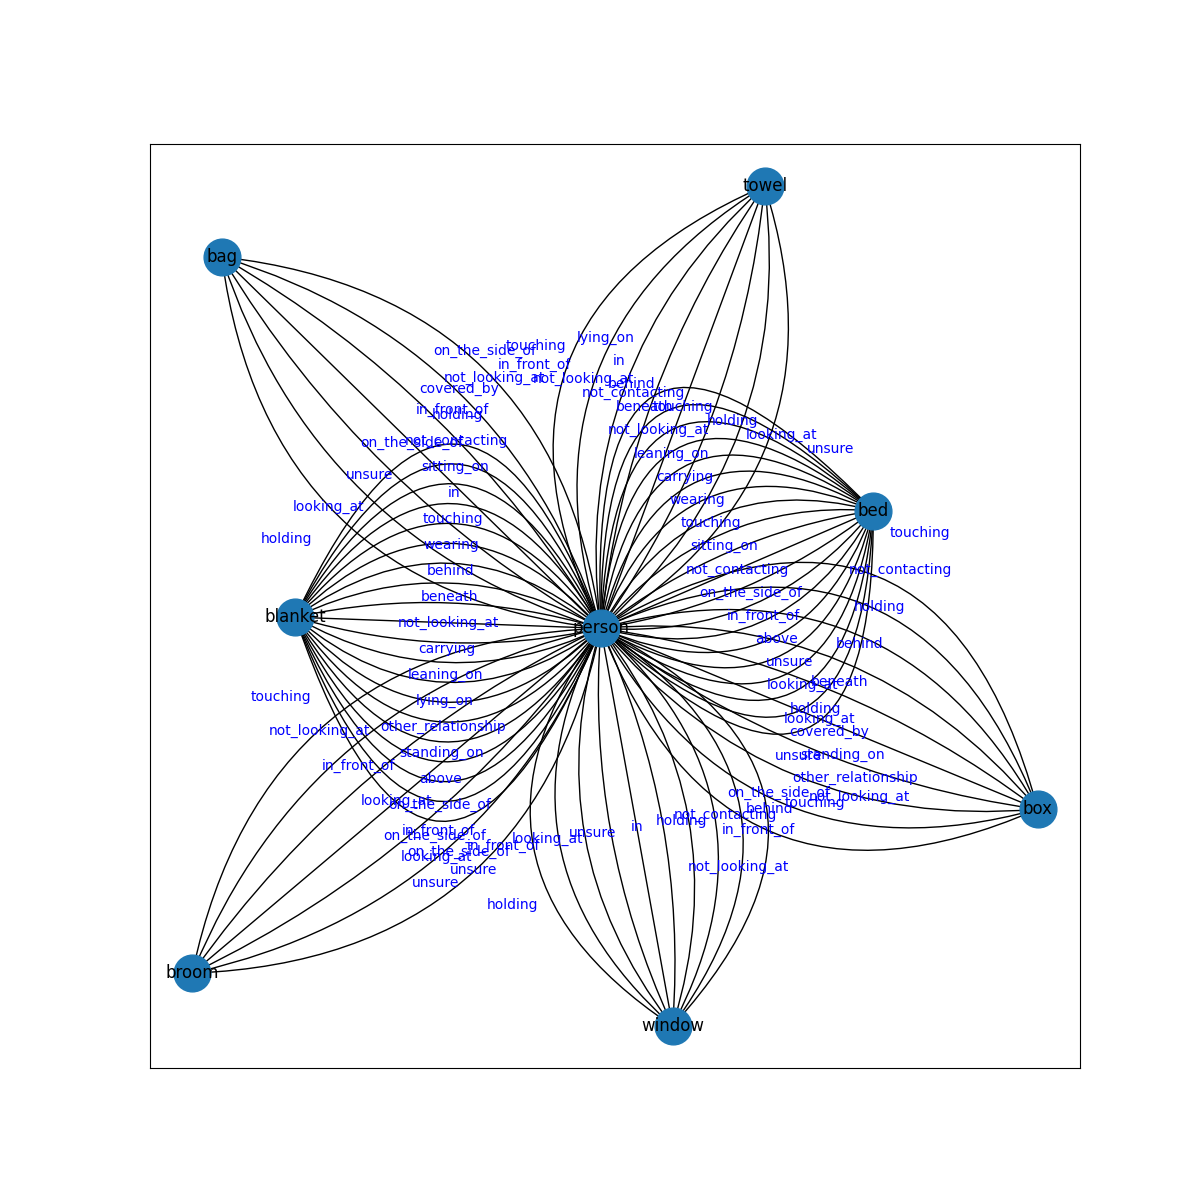 towel
bag
lying_on
touching
on_the_side_of
in
in_front_of
not_looking_at
not_looking_at
behind
covered_by
not_contacting
beneath
touching
in_front_of
holding
holding
not_looking_at
looking_at
on_the_side_of
not_contacting
unsure
leaning_on
sitting_on
unsure
carrying
in
wearing
looking_at
bed
touching
touching
touching
holding
wearing
sitting_on
behind
not_contacting
not_contacting
beneath
on_the_side_of
holding
blanket
not_looking_at
in_front_of
person
above
behind
carrying
unsure
leaning_on
looking_at
beneath
touching
lying_on
holding
looking_at
other_relationship
not_looking_at
covered_by
standing_on
unsure
standing_on
in_front_of
above
other_relationship
looking_at
on_the_side_of
on_the_side_of
not_looking_at
touching
behind
box
not_contacting
holding
in
in_front_of
in_front_of
unsure
on_the_side_of
looking_at
in_front_of
on_the_side_of
looking_at
not_looking_at
unsure
unsure
holding
broom
window